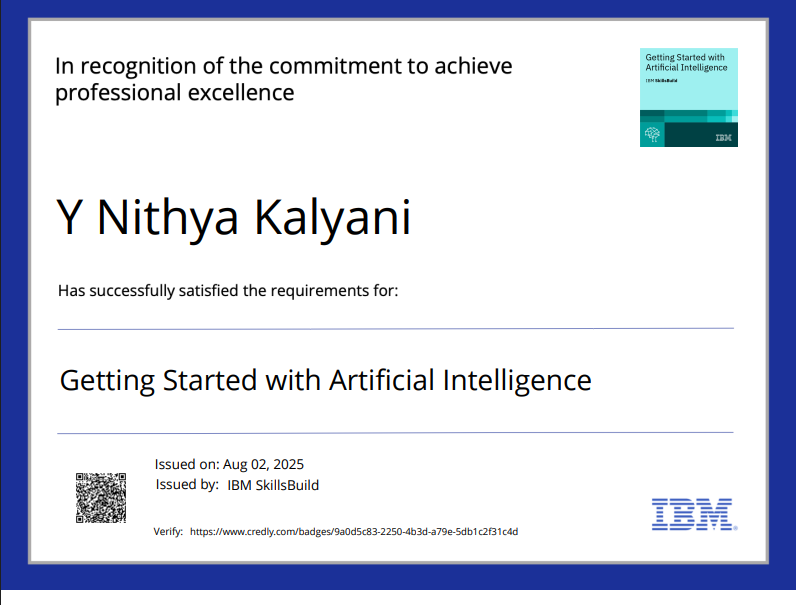 In recognition of the commitment to achieve
professional excellence
Getting Started with
Artificial Intelligence
IBM SkillsBuild
IBM
Y Nithya Kalyani
Has successfully satisfied the requirements for:
Getting Started with Artificial Intelligence
Issued on: Aug 02, 2025
Issued by: IBM SkillsBuild
Verify: https://www.credly.com/badges/9a0d5c83-2250-4b3d-a79e-5db1c2f31c4d
IBM